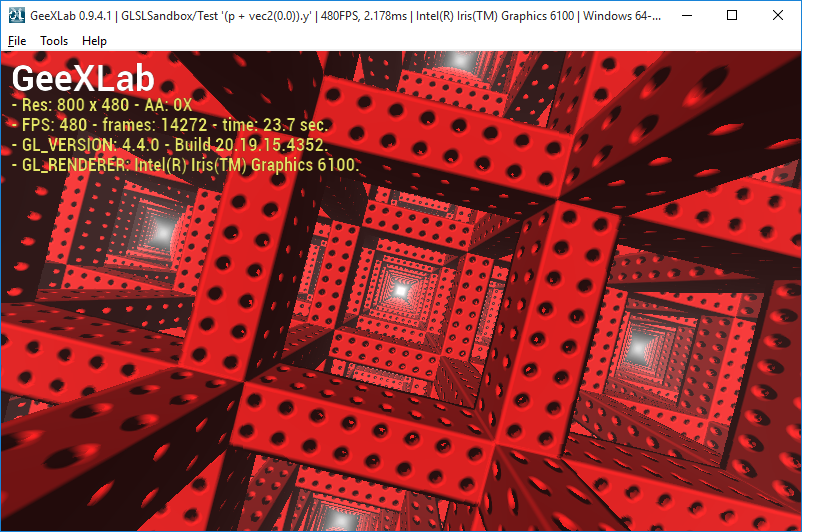 GeeXLab 0.9.4.1 | GLSLSandbox/Test '(p + vec2(0.0)).y' | 480FPS, 2.178ms | Intel(R) Iris(TM) Graphics 6100 | Windows 64-...
File Tools Help
GeeXLab
- Res: 800 x 480 - AA: 0X
- FPS: 480 - frames: 14272 - time: 23.7 sec.
- GL_VERSION: 4.4.0 - Build 20.19.15.4352.
- GL_RENDERER: Intel(R) Iris(TM) Graphics 6100.